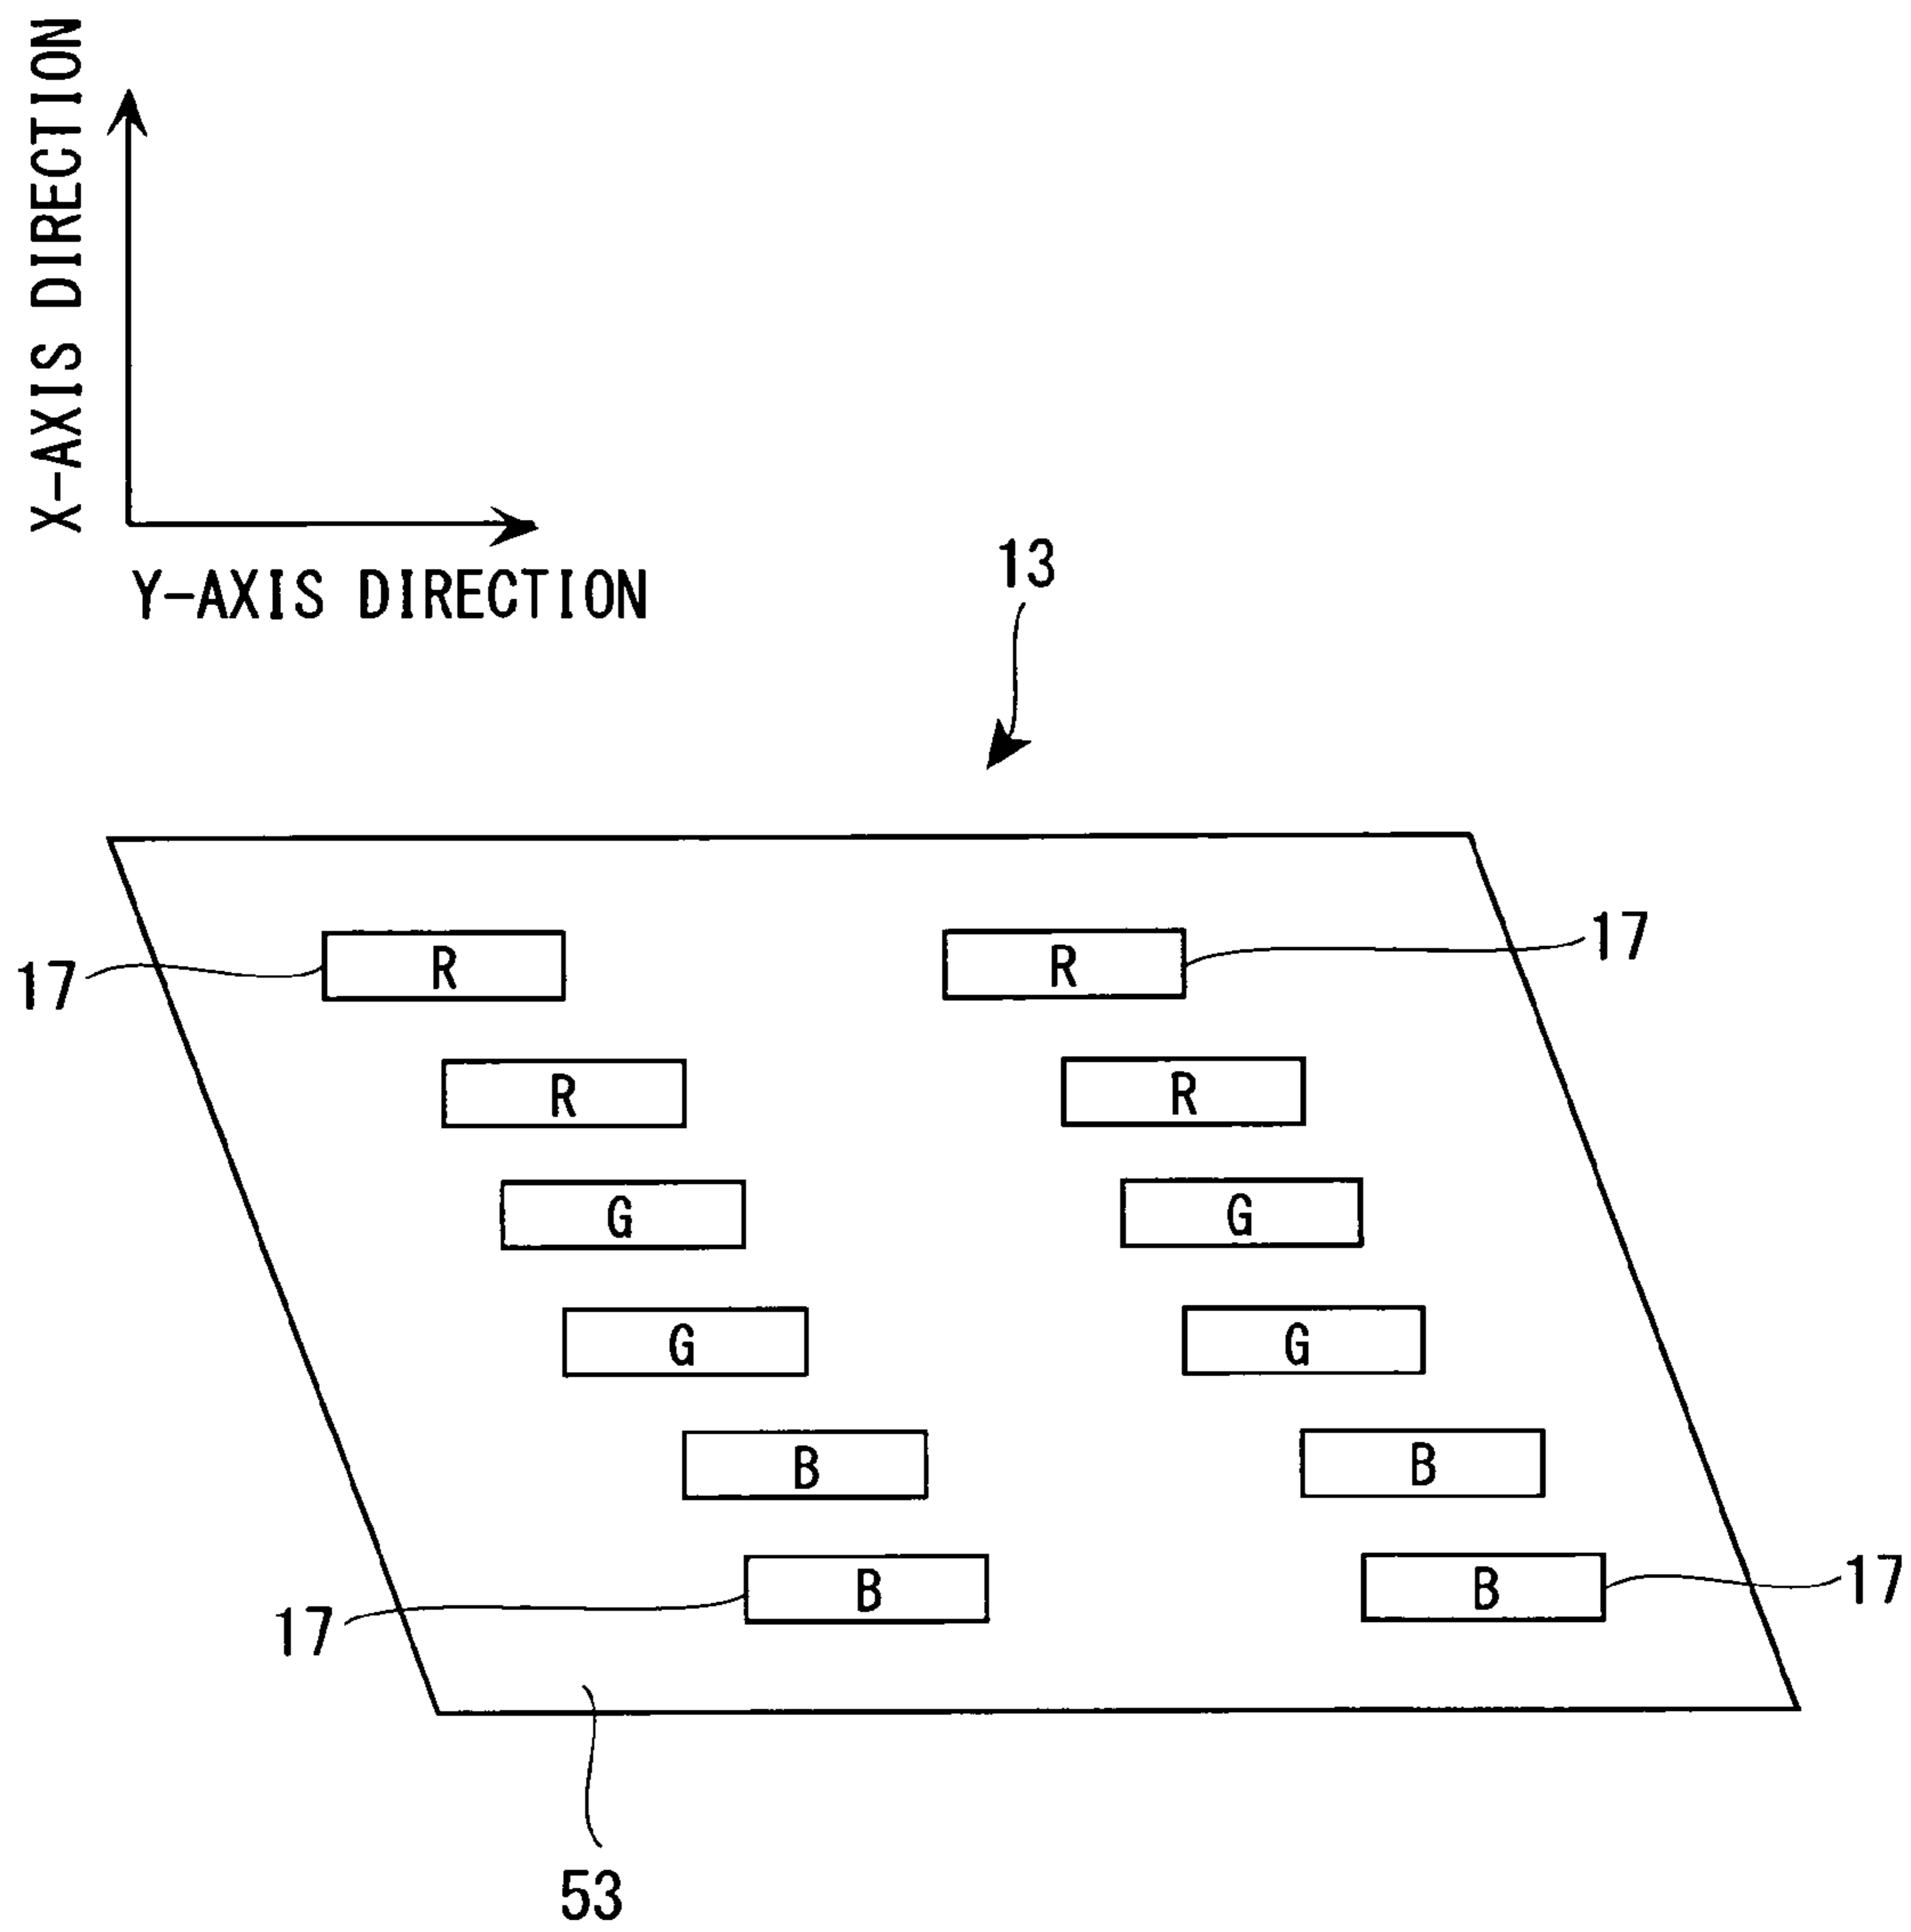 X-AXIS DIRECTION
Y-AXIS DIRECTION
13
R R 17
17
R R
G G
G G
B B
B B 17
17
53